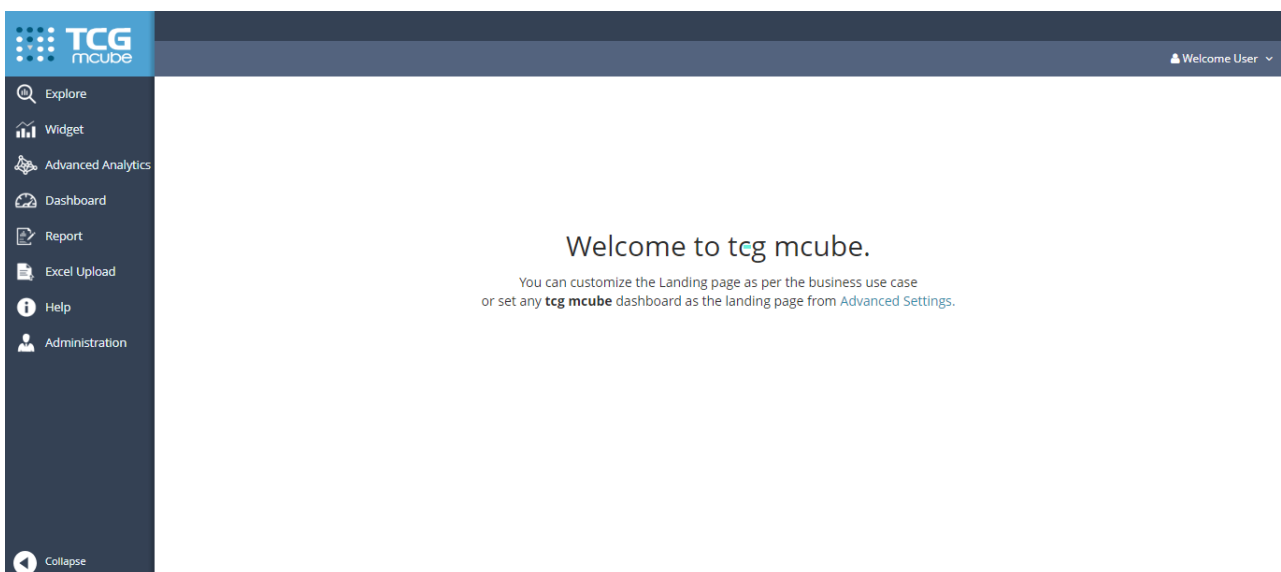 TCG
mcube
Welcome User
Explore
Widget
Advanced Analytics
Dashboard
Report
Excel Upload
Help
Administration
Welcome to tcg mcube.
You can customize the Landing page as per the business use case
or set any tcg mcube dashboard as the landing page from Advanced Settings.
Collapse